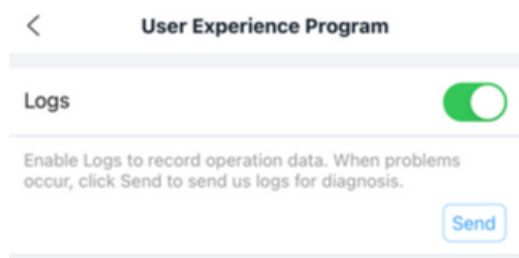 User Experience Program
Logs
Enable Logs to record operation data. When problems
occur, click Send to send us logs for diagnosis.
Send